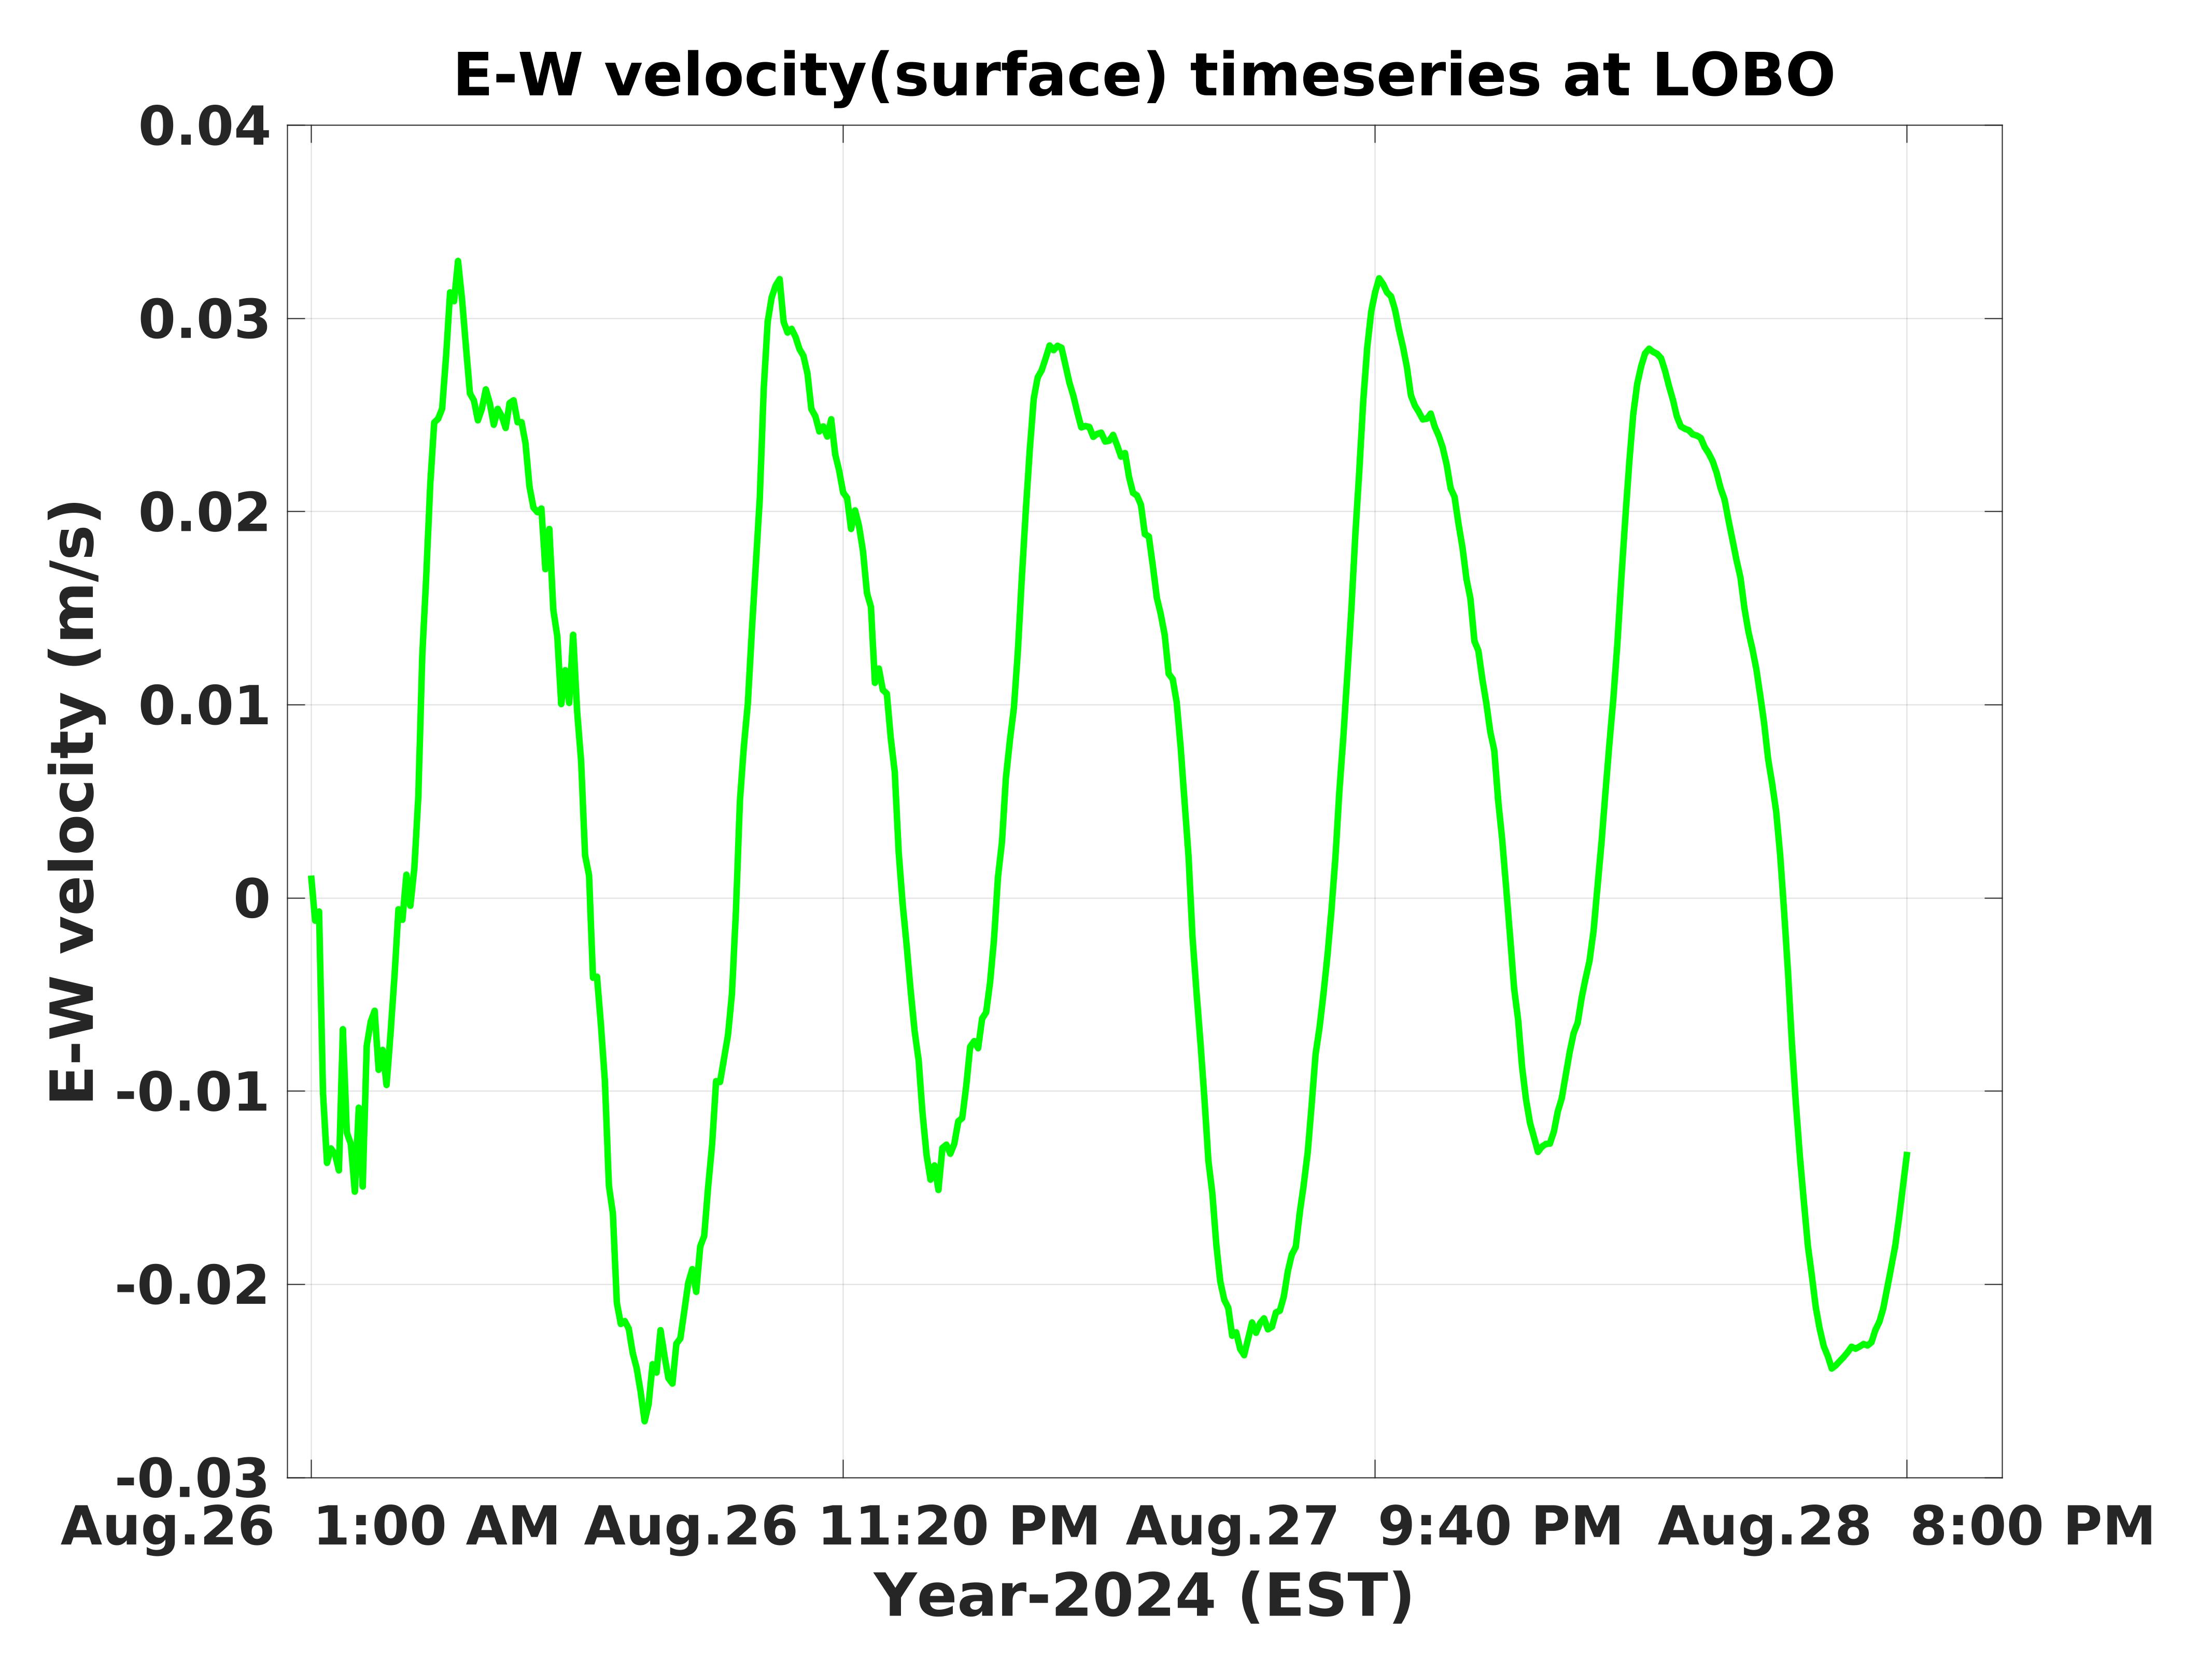 E-W velocity(surface) timeseries at LOBO
E-W velocity (m/s)
0.04
0.03
0.02
0.01
0
-0.01
-0.02
-0.03
Aug.26 1:00 AM Aug.26 11:20 PM Aug.27 9:40 PM Aug.28 8:00 PM
Year-2024 (EST)